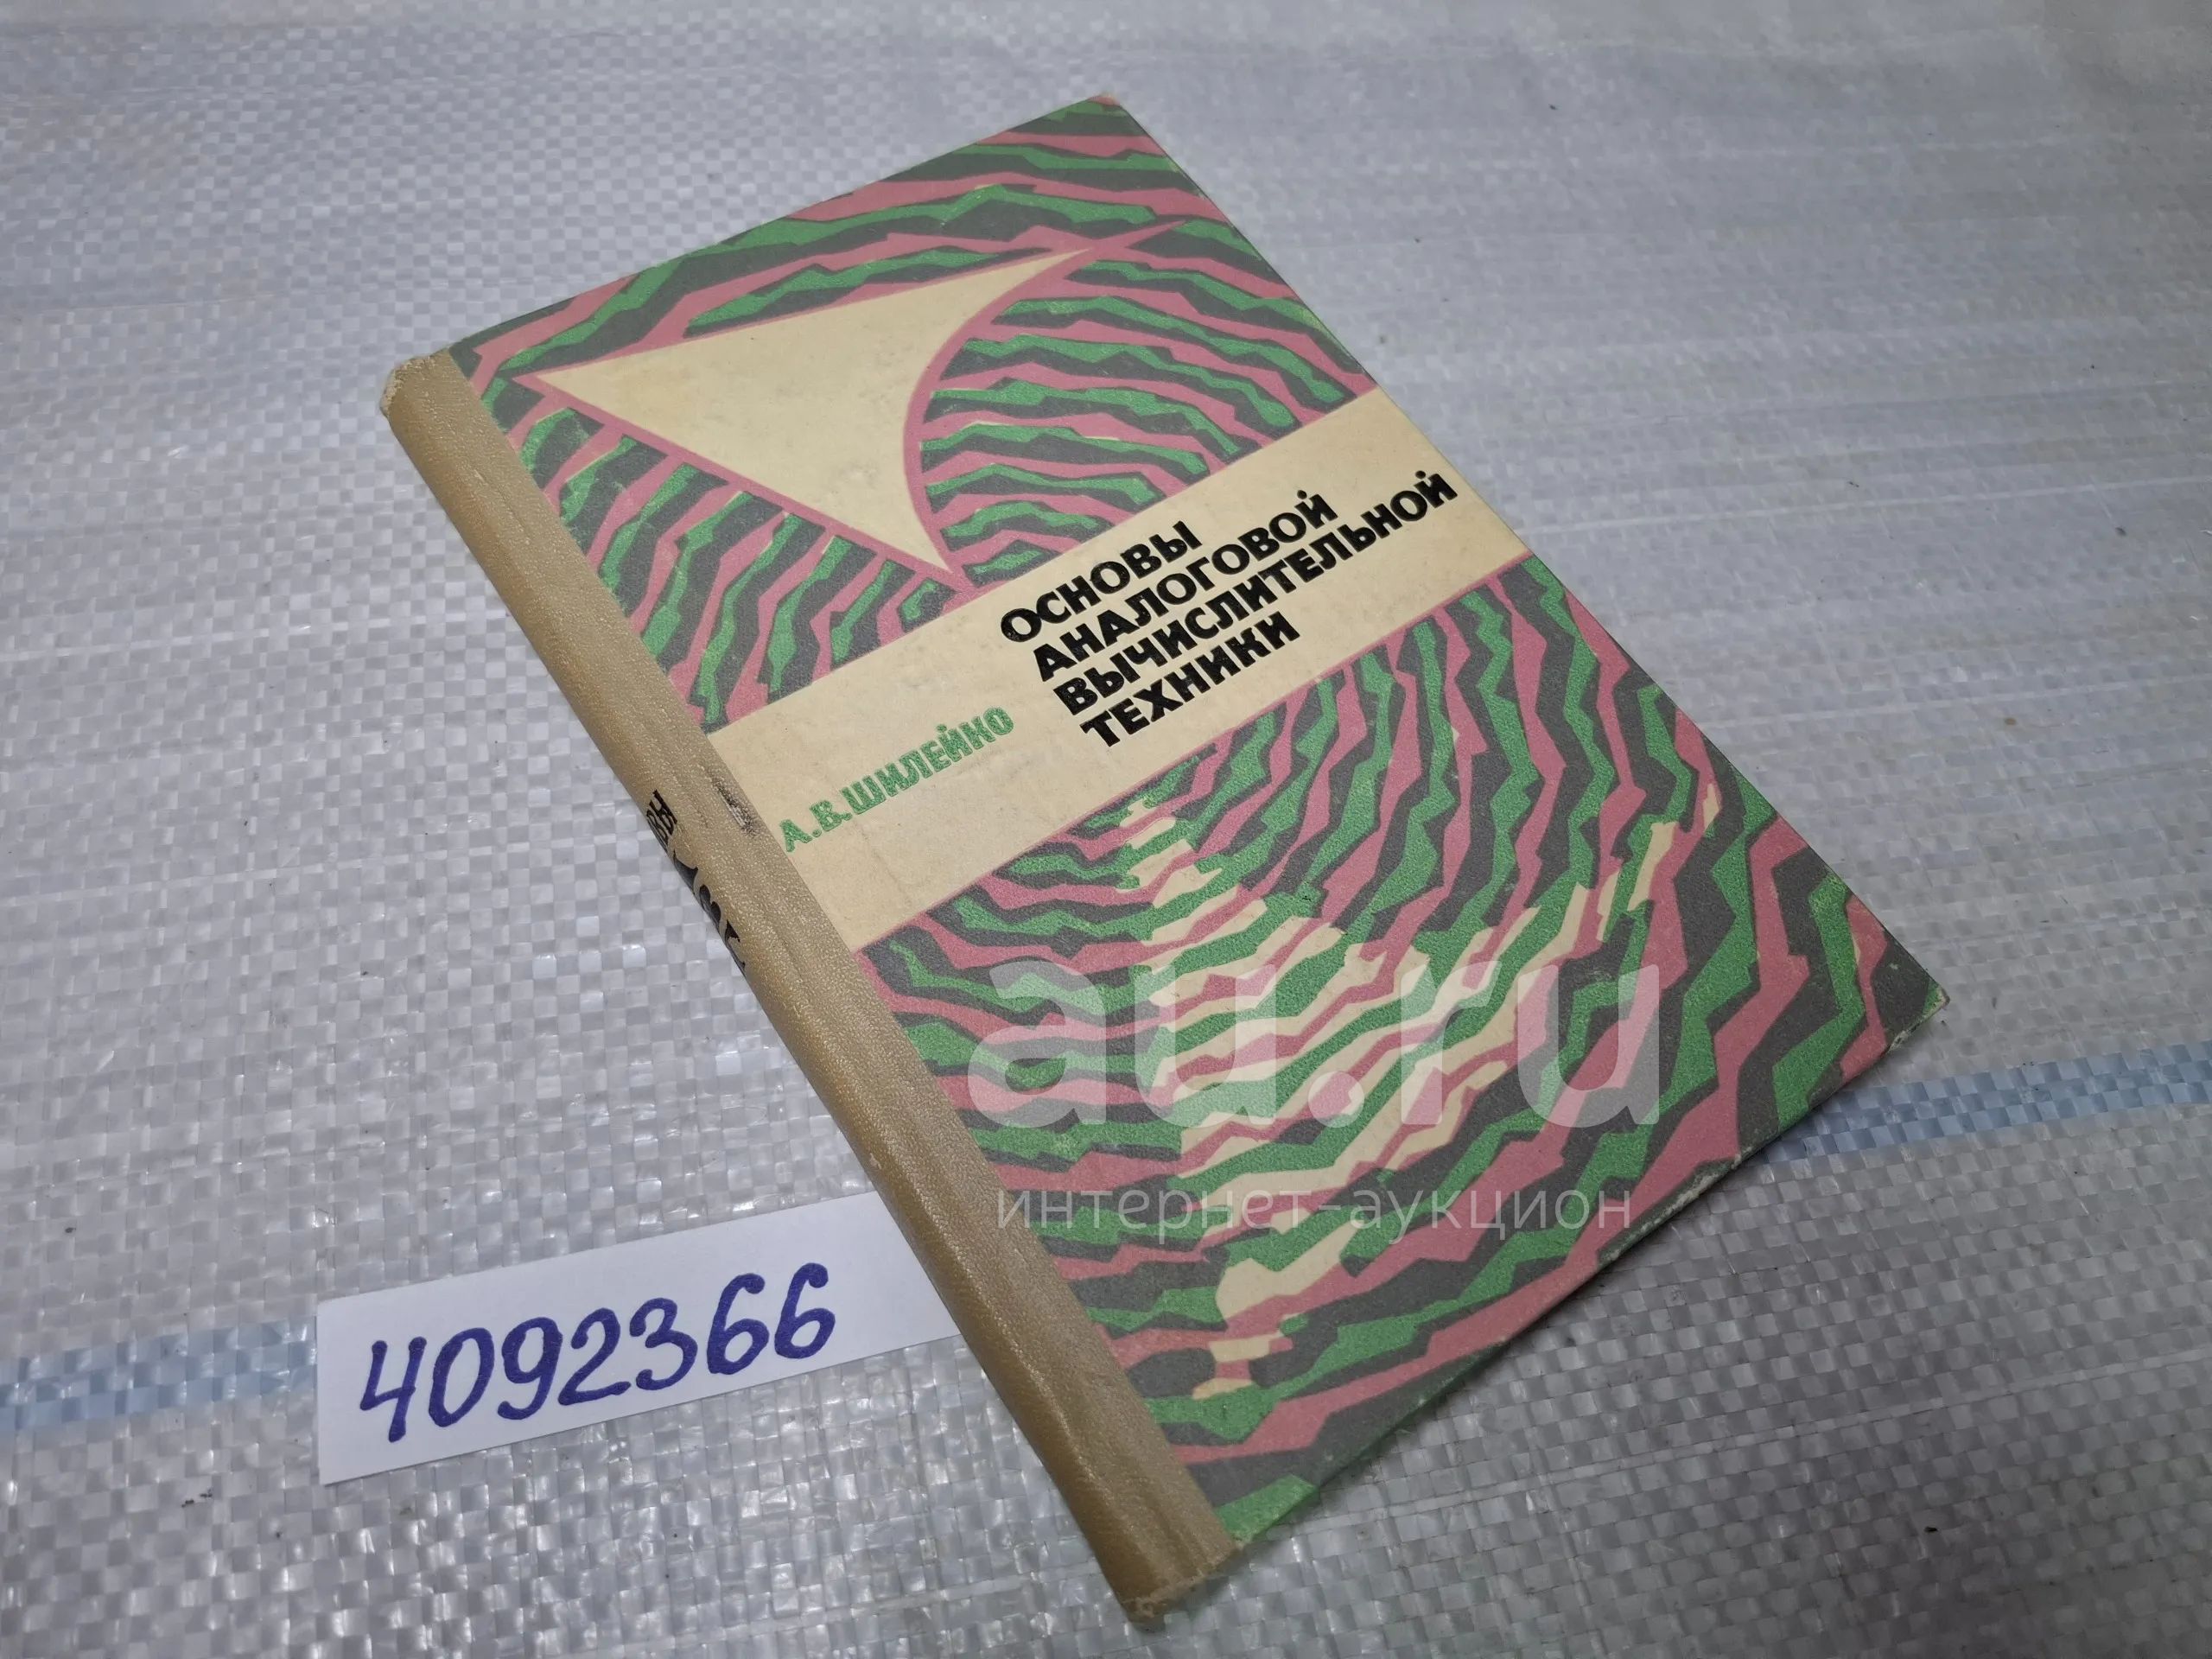 ОСНОВЫ
АНАЛОГОВОЙ
ВЫЧИСЛИТЕЛЬНОЙ
ТЕХНИКИ
А.В.ШИЛЕЙКО
au.ru
интернет-аукцион
4092366